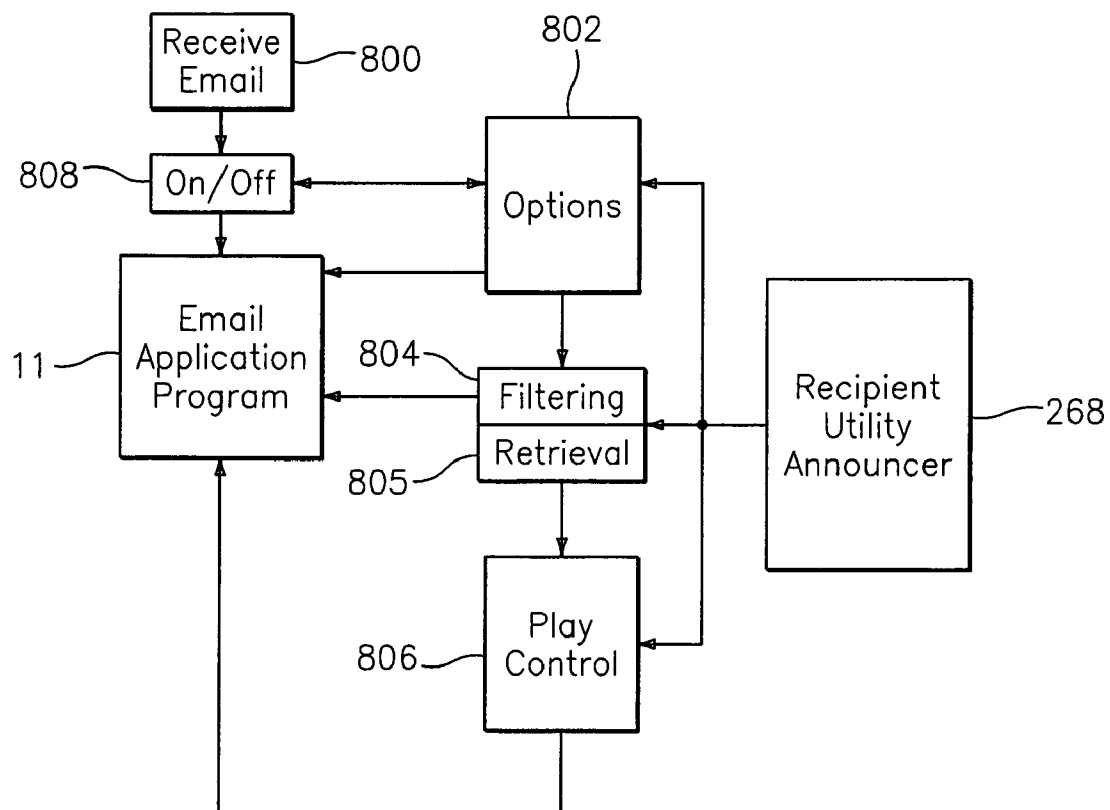 Receive
Email
800
802
808
On/Off
Options
Email
Application
Program
11
804
Filtering
Retrieval
805
Recipient
Utility
Announcer
268
Play
Control
806